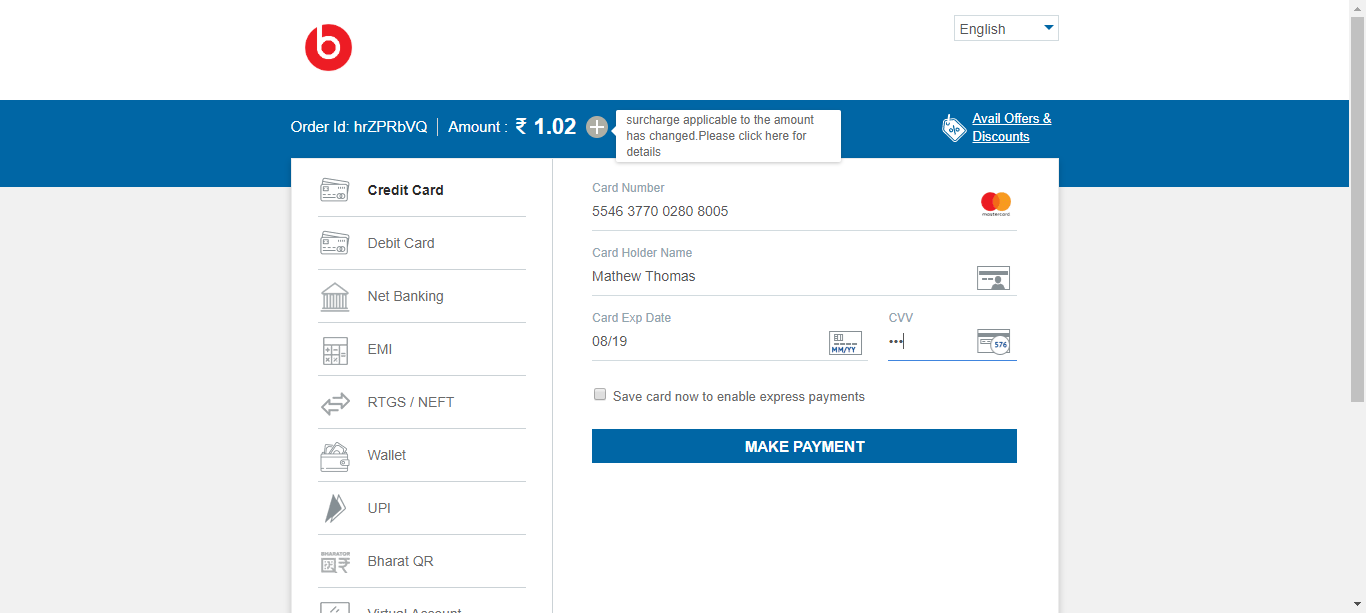 b
English
Order Id: hrZPRbVQ
Amount : ₹ 1.02
surcharge applicable to the amount
has changed.Please click here for
details
Avail Offers &
Discounts
Credit Card
Debit Card
Net Banking
EMI
RTGS / NEFT
Wallet
UPI
BHARATQR
Bharat QR
Virtual Account
Card Number
5546 3770 0280 8005
mastercard
Card Holder Name
Mathew Thomas
Card Exp Date
08/19
MM/YY
CVV
•••
576
Save card now to enable express payments
MAKE PAYMENT